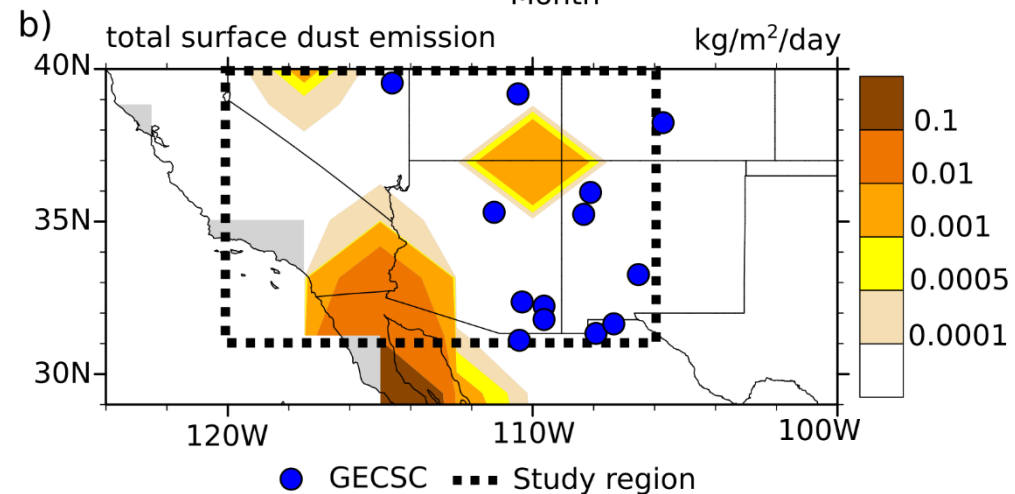 Month
b)
total surface dust emission kg/m²/day
40N
0.1
0.01
35N
0.001
0.0005
0.0001
30N
120W 110W 100W
GECSC Study region